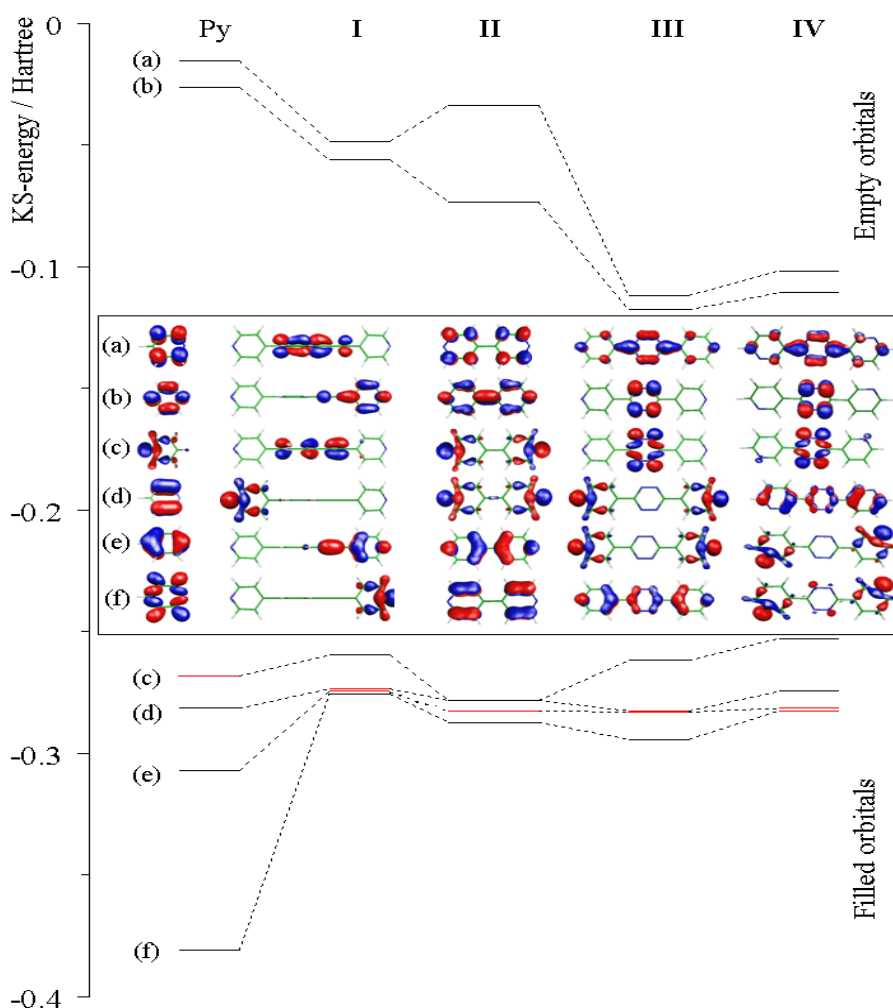 0
Py
I
II
III
IV
(a)
(b)
KS-energy / Hartree
Empty orbitals
-0.1
(a)
(b)
(c)
(d)
(e)
(f)
-0.2
(c)
(d)
(e)
(f)
-0.3
Filled orbitals
-0.4